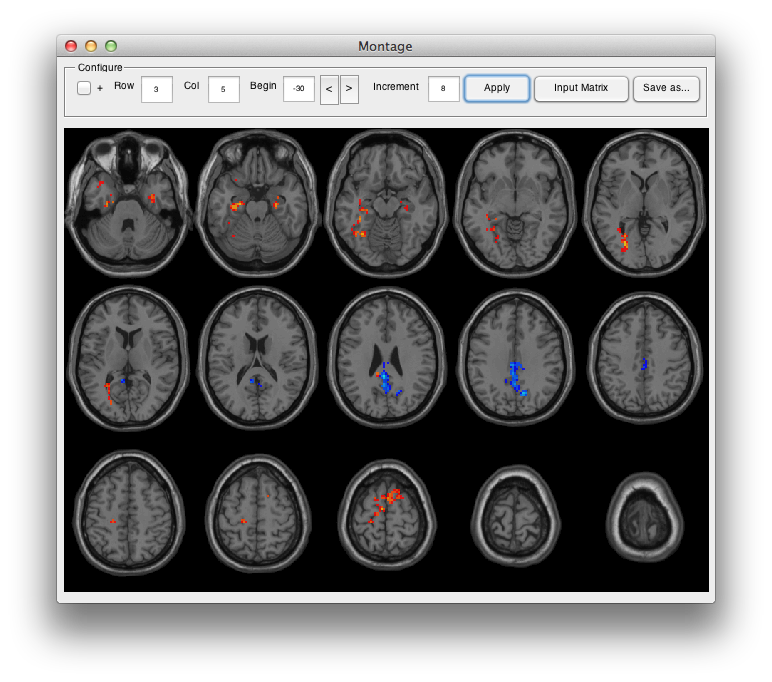 Montage
Configure
+ Row 3 Col 5 Begin -30 < > Increment 8 Apply Input Matrix Save as...